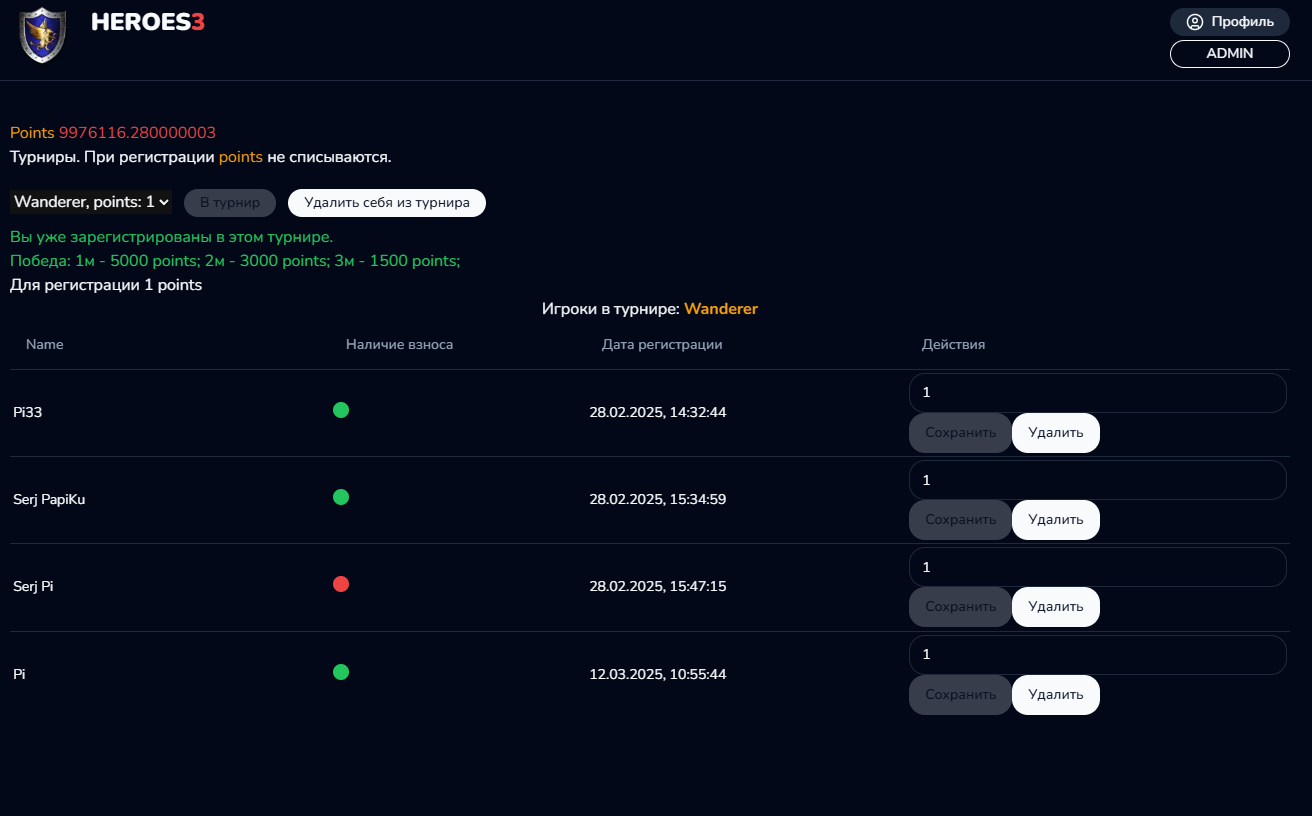 HEROES3
Профиль
ADMIN
Points 9976116.280000003
Турниры. При регистрации points не списываются.
Wanderer, points: 1
В турнир
Удалить себя из турнира
Вы уже зарегистрированы в этом турнире.
Победа: 1м - 5000 points; 2м - 3000 points; 3м - 1500 points;
Для регистрации 1 points
Игроки в турнире: Wanderer
Name Наличие взноса Дата регистрации Действия
Pi33 28.02.2025, 14:32:44 1
Сохранить Удалить
Serj PapiKu 28.02.2025, 15:34:59 1
Сохранить Удалить
Serj Pi 28.02.2025, 15:47:15 1
Сохранить Удалить
Pi 12.03.2025, 10:55:44 1
Сохранить Удалить